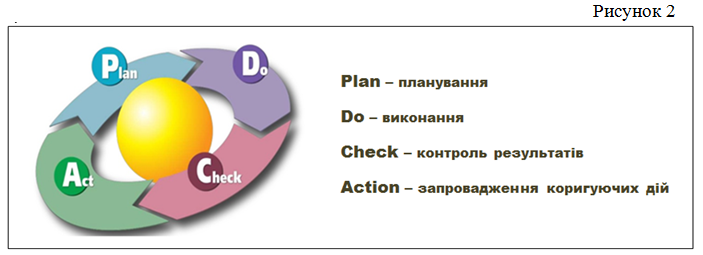 Рисунок 2
.
Plan
Do
Check
Act
Plan – планування
Do – виконання
Check – контроль результатів
Action – запровадження коригуючих дій